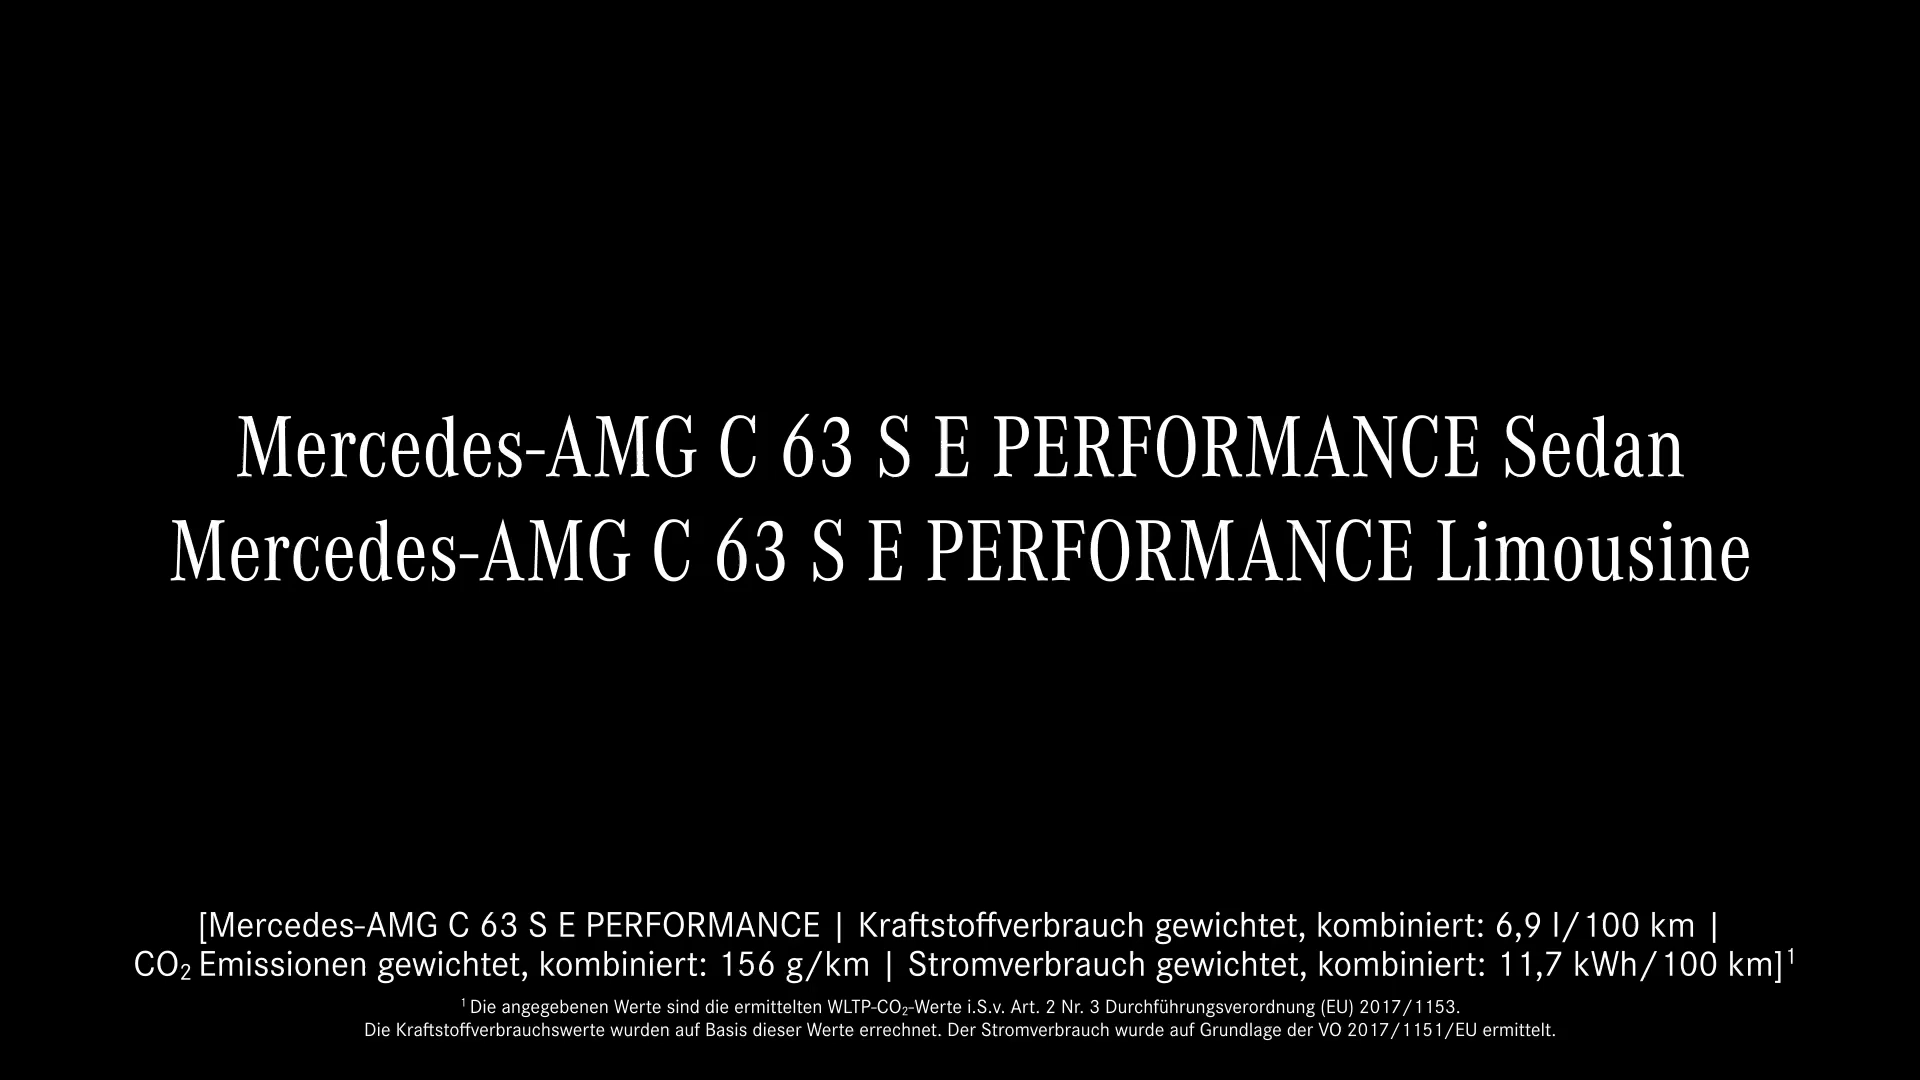 Mercedes-AMG C 63 S E PERFORMANCE Sedan
Mercedes-AMG C 63 S E PERFORMANCE Limousine
[Mercedes-AMG C 63 S E PERFORMANCE | Kraftstoffverbrauch gewichtet, kombiniert: 6,9 l/100 km |
CO₂ Emissionen gewichtet, kombiniert: 156 g/km | Stromverbrauch gewichtet, kombiniert: 11,7 kWh/100 km]¹
¹ Die angegebenen Werte sind die ermittelten WLTP-CO₂-Werte i.S.v. Art. 2 Nr. 3 Durchführungsverordnung (EU) 2017/1153.
Die Kraftstoffverbrauchswerte wurden auf Basis dieser Werte errechnet. Der Stromverbrauch wurde auf Grundlage der VO 2017/1151/EU ermittelt.